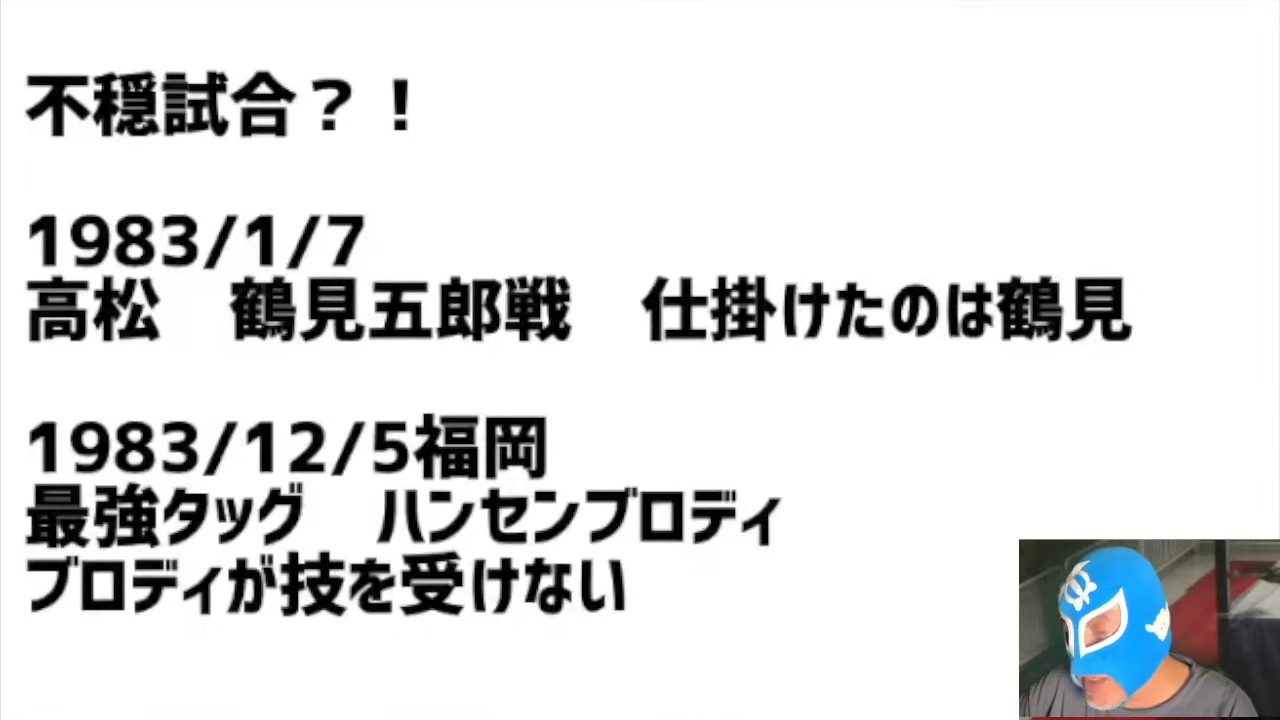 不穏試合？！
1983/1/7
高松　鶴見五郎戦　仕掛けたのは鶴見
1983/12/5福岡
最強タッグ　ハンセンブロディ
ブロディが技を受けない